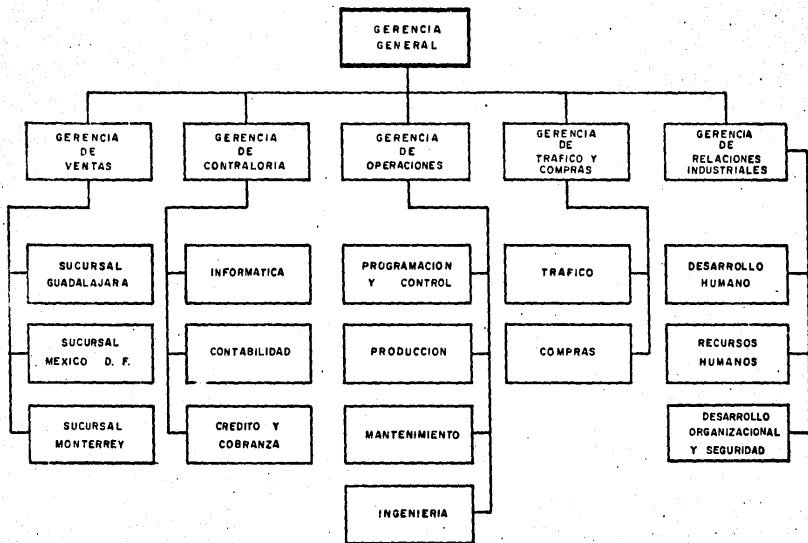 GERENCIA
GENERAL
GERENCIA
DE
VENTAS
GERENCIA
DE
CONTRALORIA
GERENCIA
DE
OPERACIONES
GERENCIA
DE
TRAFICO Y
COMPRAS
GERENCIA
DE
RELACIONES
INDUSTRIALES
SUCURSAL
GUADALAJARA
SUCURSAL
MEXICO D. F.
SUCURSAL
MONTERREY
INFORMATICA
CONTABILIDAD
CREDITO Y
COBRANZA
PROGRAMACION
Y CONTROL
PRODUCCION
MANTENIMIENTO
INGENIERIA
TRAFICO
COMPRAS
DESARROLLO
HUMANO
RECURSOS
HUMANOS
DESARROLLO
ORGANIZACIONAL
Y SEGURIDAD